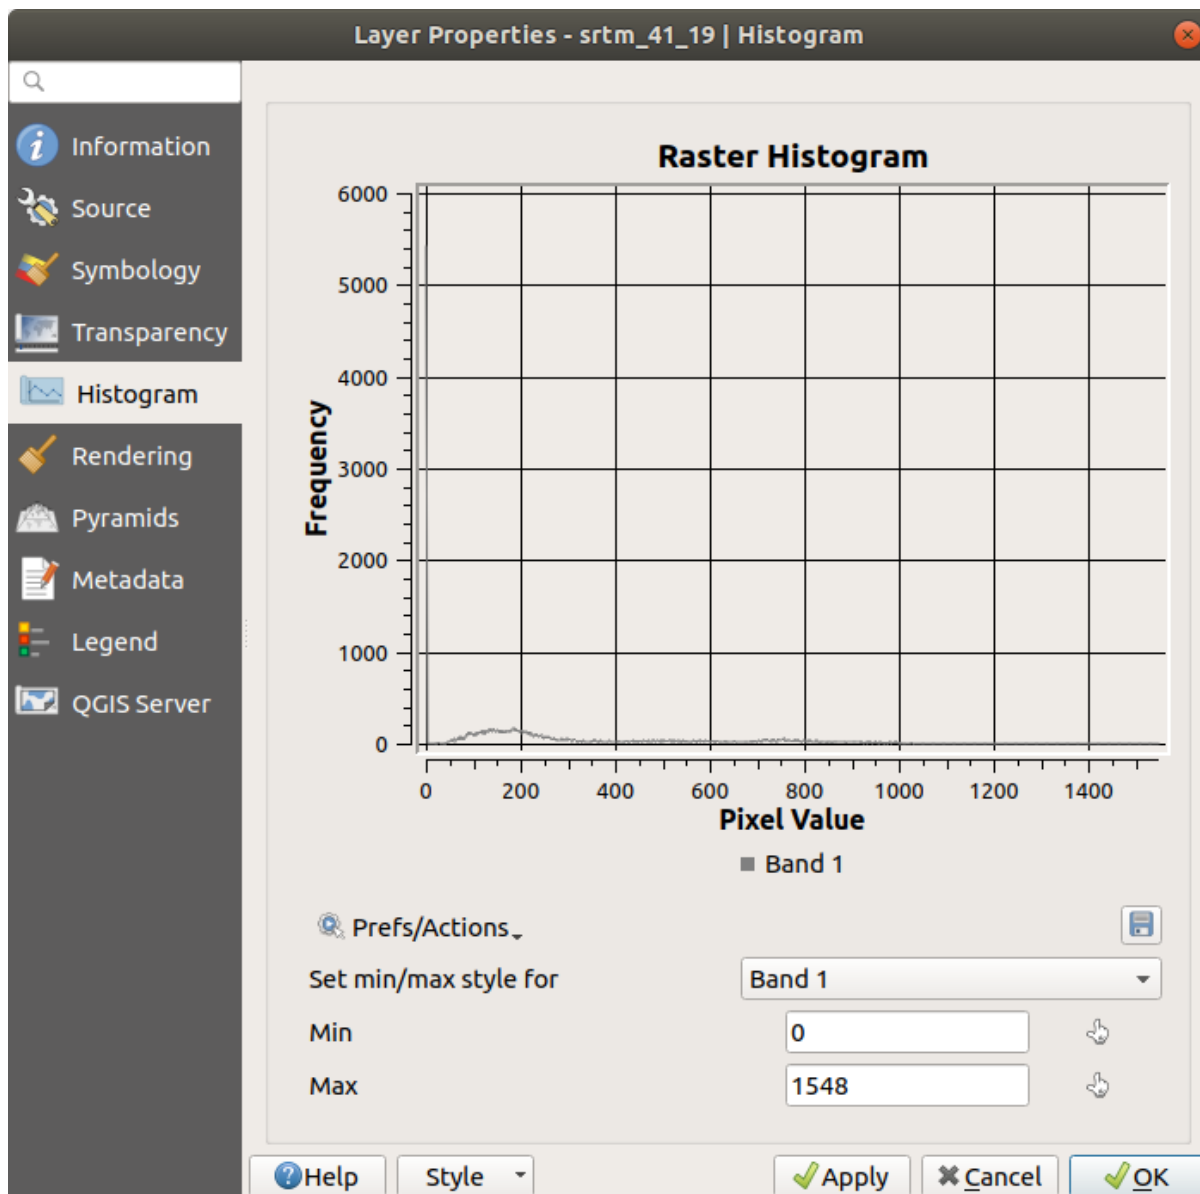 Layer Properties - srtm_41_19 | Histogram
Information
Source
Symbology
Transparency
Histogram
Rendering
Pyramids
Metadata
Legend
QGIS Server
Raster Histogram
6000
5000
4000
3000
2000
1000
0
Frequency
0 200 400 600 800 1000 1200 1400
Pixel Value
Band 1
Prefs/Actions
Set min/max style for Band 1
Min 0
Max 1548
Help Style Apply Cancel OK